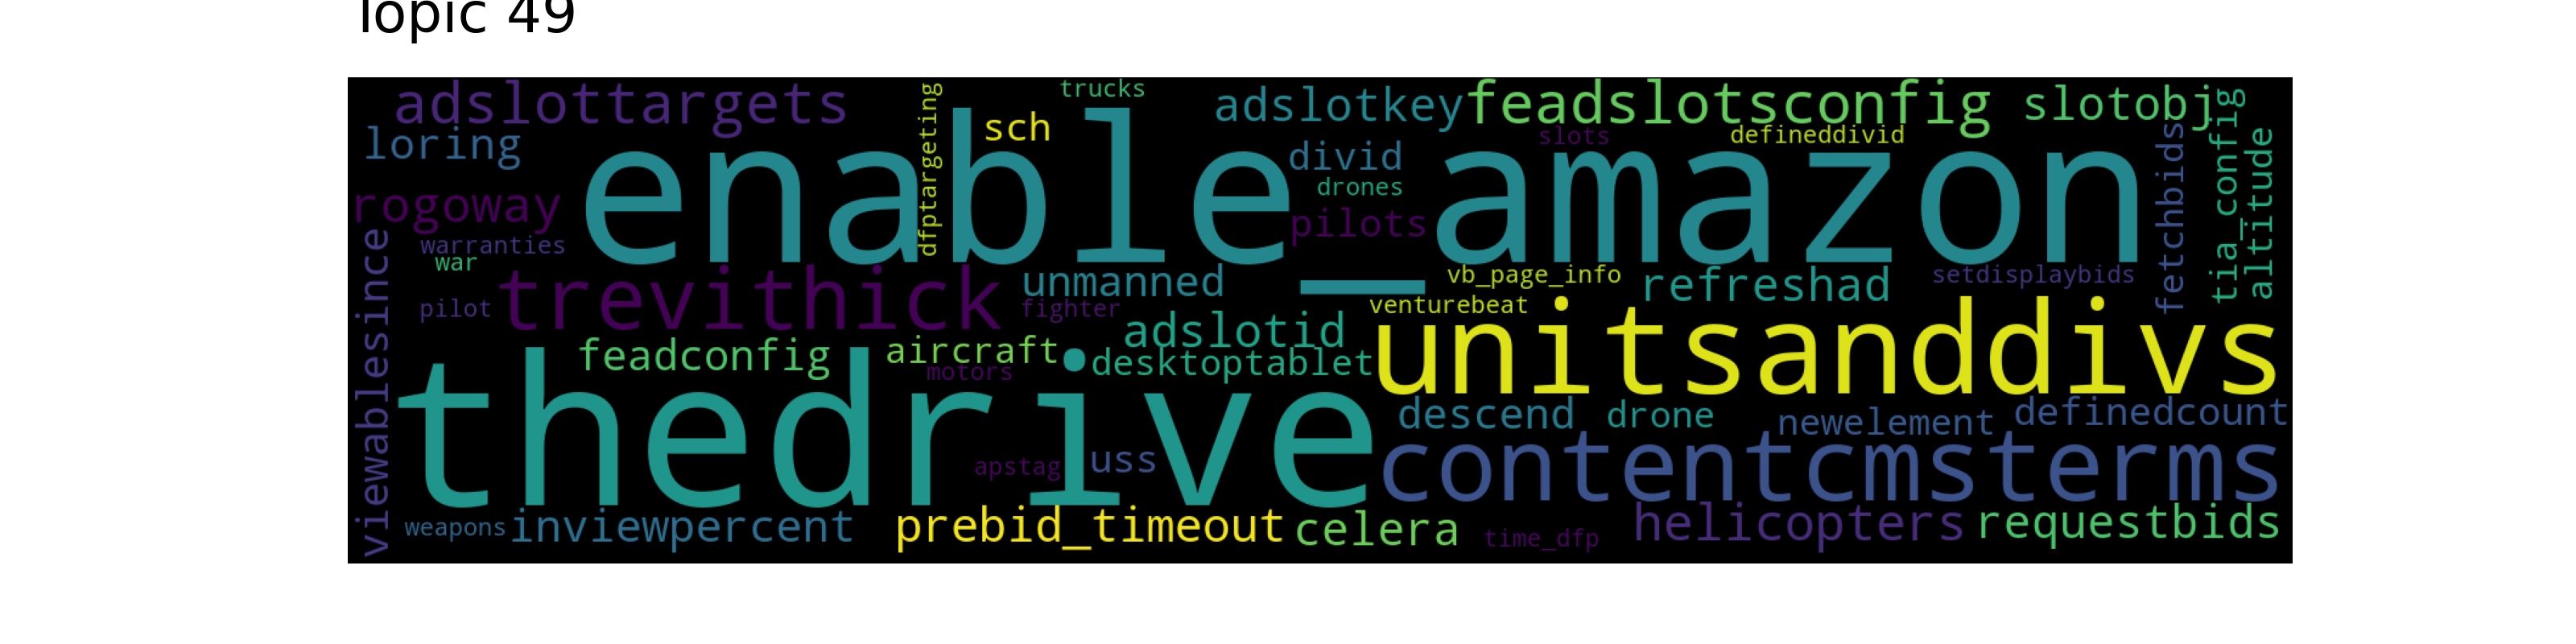 Topic 49
adslottargets
trucks
adslotkey
feadslotsconfig
slotobj
loring
dfptargeting
sch
slots
defineddivid
tia_config
enable_amazon
divid
drones
fetchbids
altitude
rogoway
pilots
warranties
war
trevithick
unmanned
vb_page_info
refreshad
setdisplaybids
viewablesince
pilot
fighter
venturebeat
adslotid
unitsanddivs
feadconfig
aircraft
desktoptablet
motors
thedrive
descend
drone
newelement
definedcount
apstag
uss
contentcmsterms
weapons
inviewpercent
prebid_timeout
celera
time_dfp
helicopters
requestbids